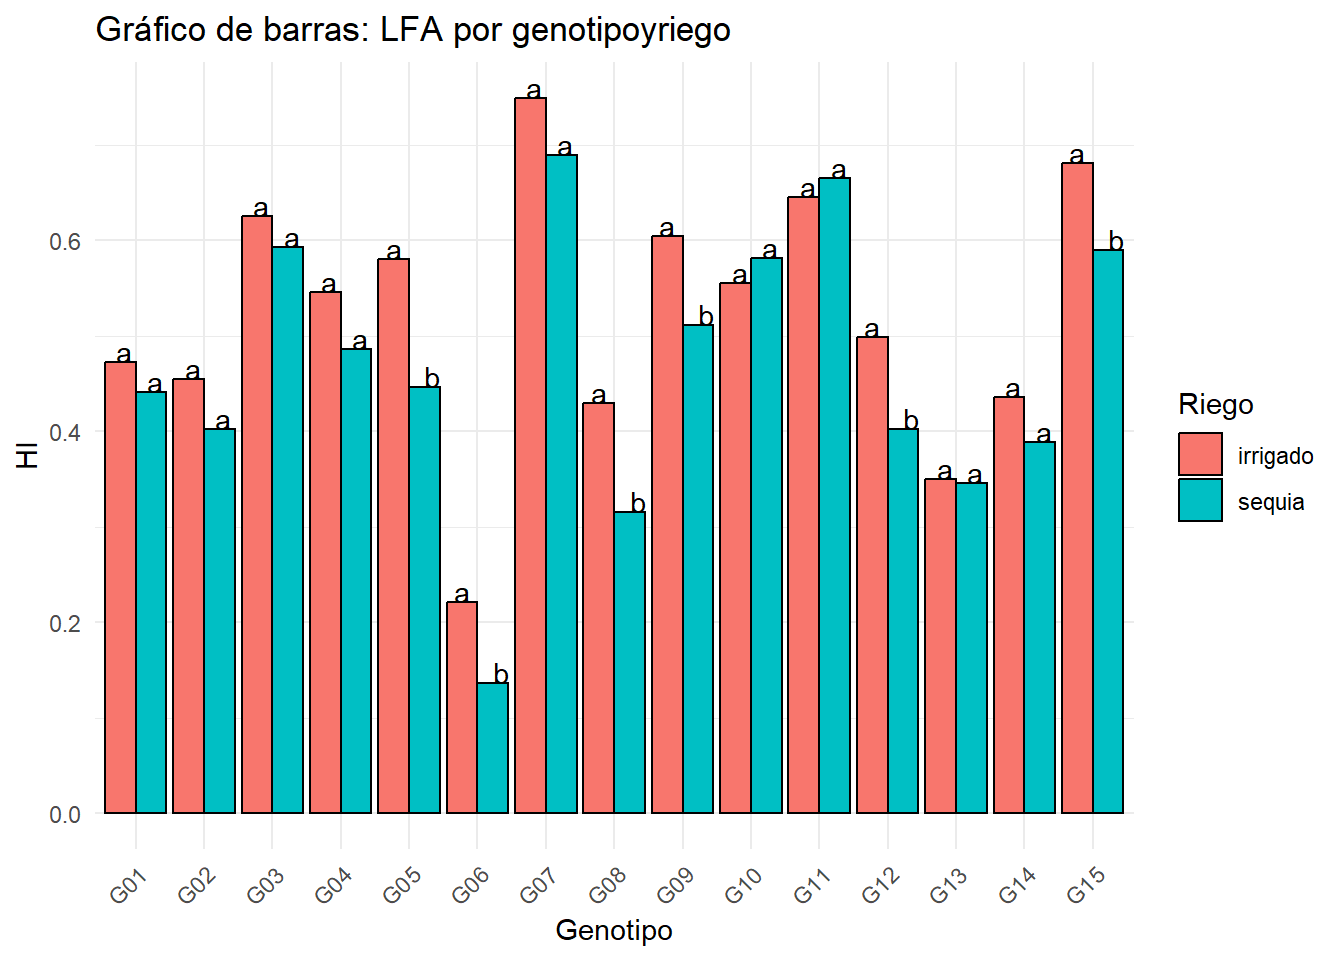 Gráfico de barras: LFA por genotipoyriego
HI
0.6
0.4
0.2
0.0
a a
a a
a a
a a
a b
a b
a a
a b
a b
a a
a a
a b
a a
a a
a b
G01 G02 G03 G04 G05 G06 G07 G08 G09 G10 G11 G12 G13 G14 G15
Genotipo
Riego
irrigado
sequia